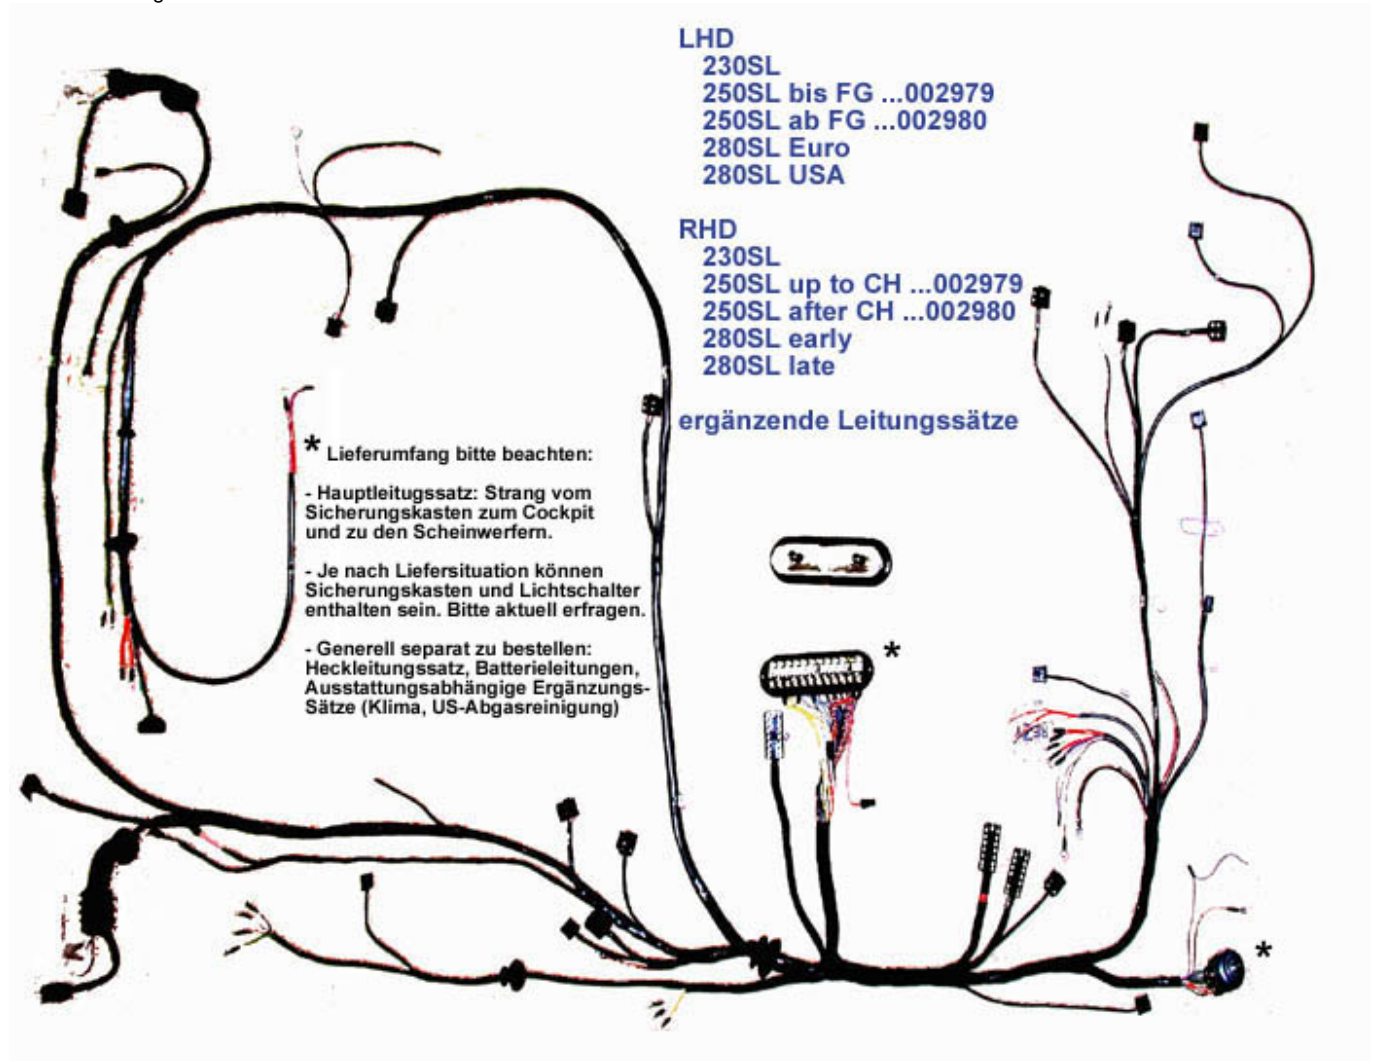 LHD
230SL
250SL bis FG ...002979
250SL ab FG ...002980
280SL Euro
280SL USA
RHD
230SL
250SL up to CH ...002979
250SL after CH ...002980
280SL early
280SL late
ergänzende Leitungssätze
* Lieferumfang bitte beachten:
- Hauptleitugssatz: Strang vom
Sicherungskasten zum Cockpit
und zu den Scheinwerfern.
- Je nach Liefersituation können
Sicherungskasten und Lichtschalter
enthalten sein. Bitte aktuell erfragen.
- Generell separat zu bestellen:
Heckleitungssatz, Batterieleitungen,
Ausstattungsabhängige Ergänzungs-
Sätze (Klima, US-Abgasreinigung)
*
*